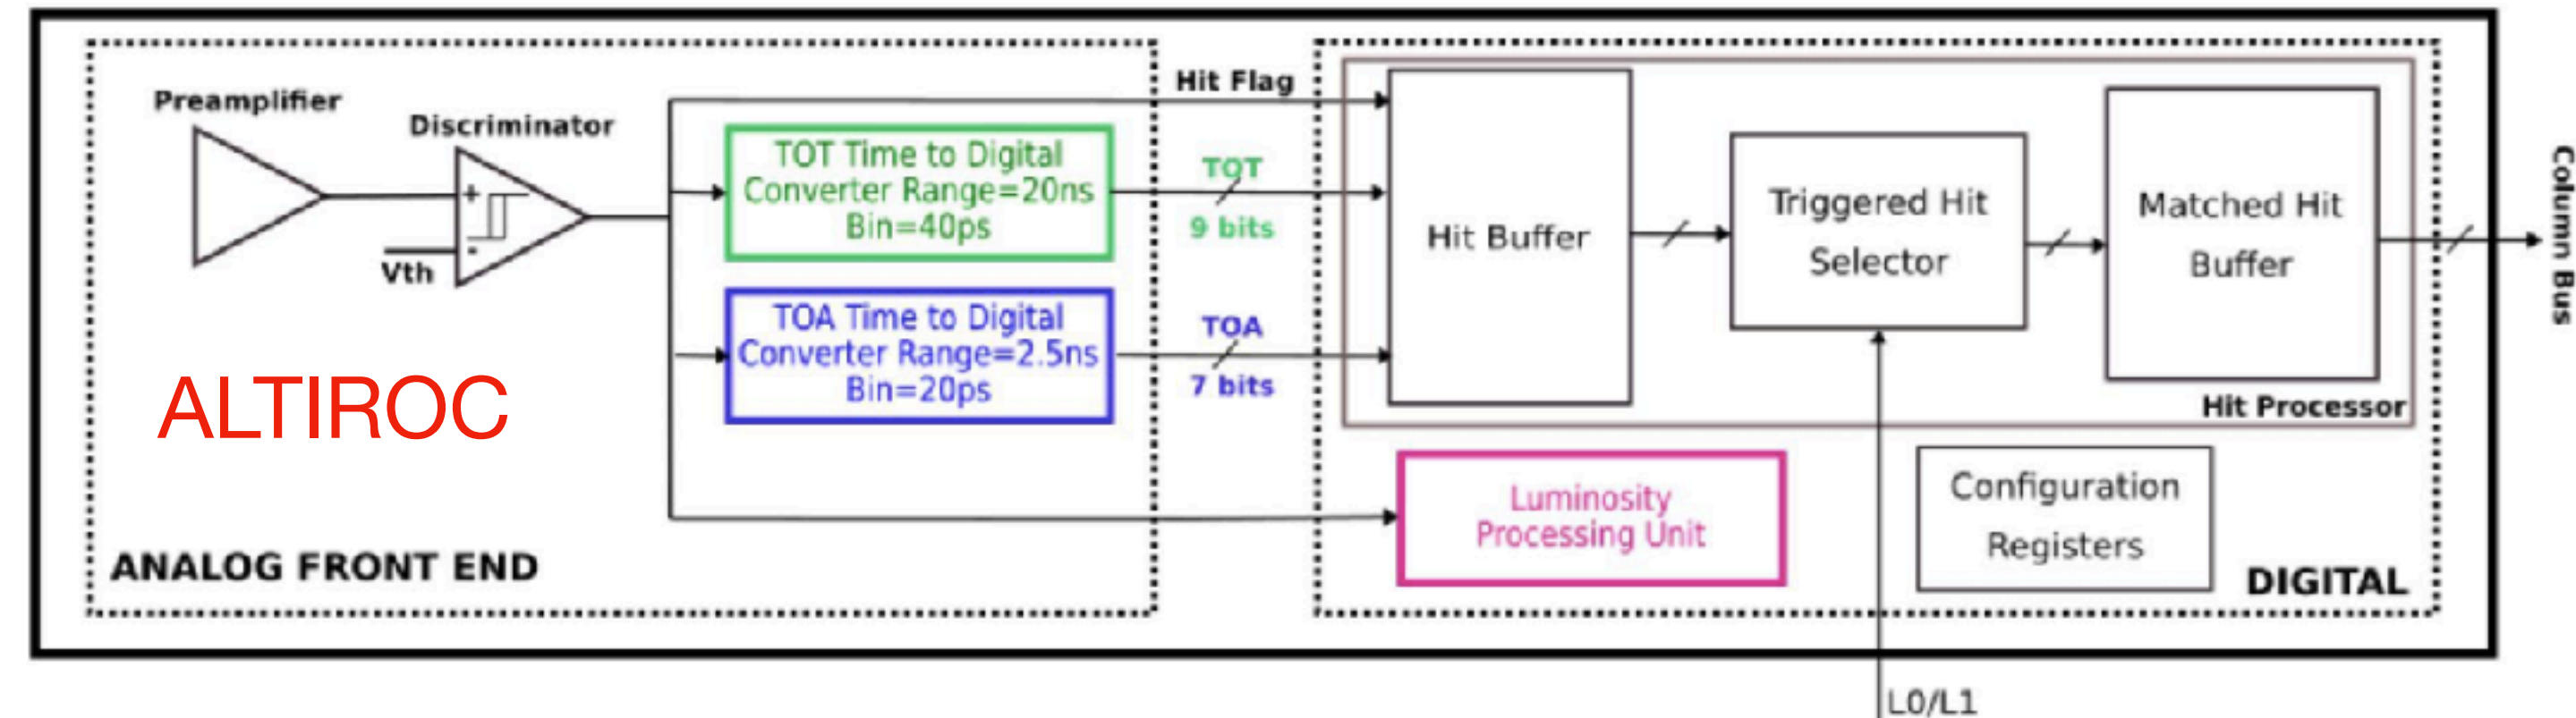 Preamplifier
Discriminator
+
-
Vth
ALTIROC
ANALOG FRONT END
TOT Time to Digital
Converter Range=20ns
Bin=40ps
TOA Time to Digital
Converter Range=2.5ns
Bin=20ps
Hit Flag
TOT
9 bits
TOA
7 bits
Hit Buffer
Triggered Hit
Selector
Matched Hit
Buffer
Hit Processor
Luminosity
Processing Unit
Configuration
Registers
DIGITAL
Column Bus
L0/L1